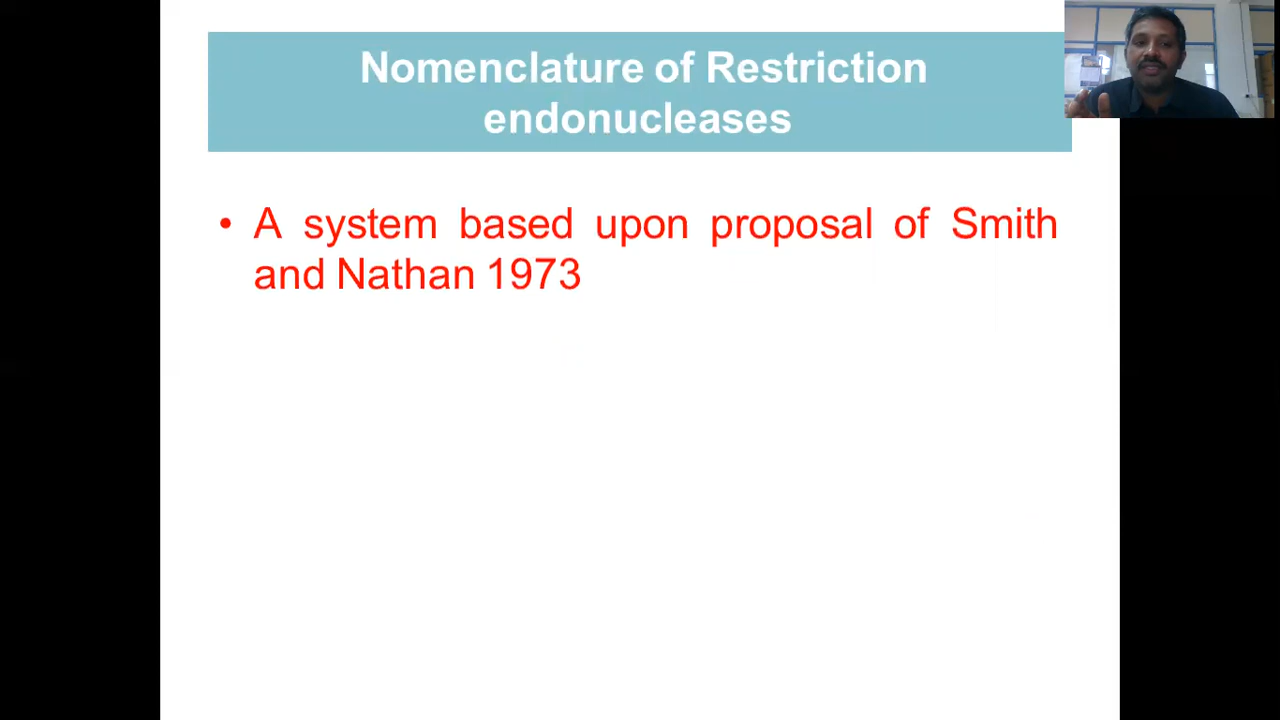 Nomenclature of Restriction
endonucleases
• A system based upon proposal of Smith
and Nathan 1973